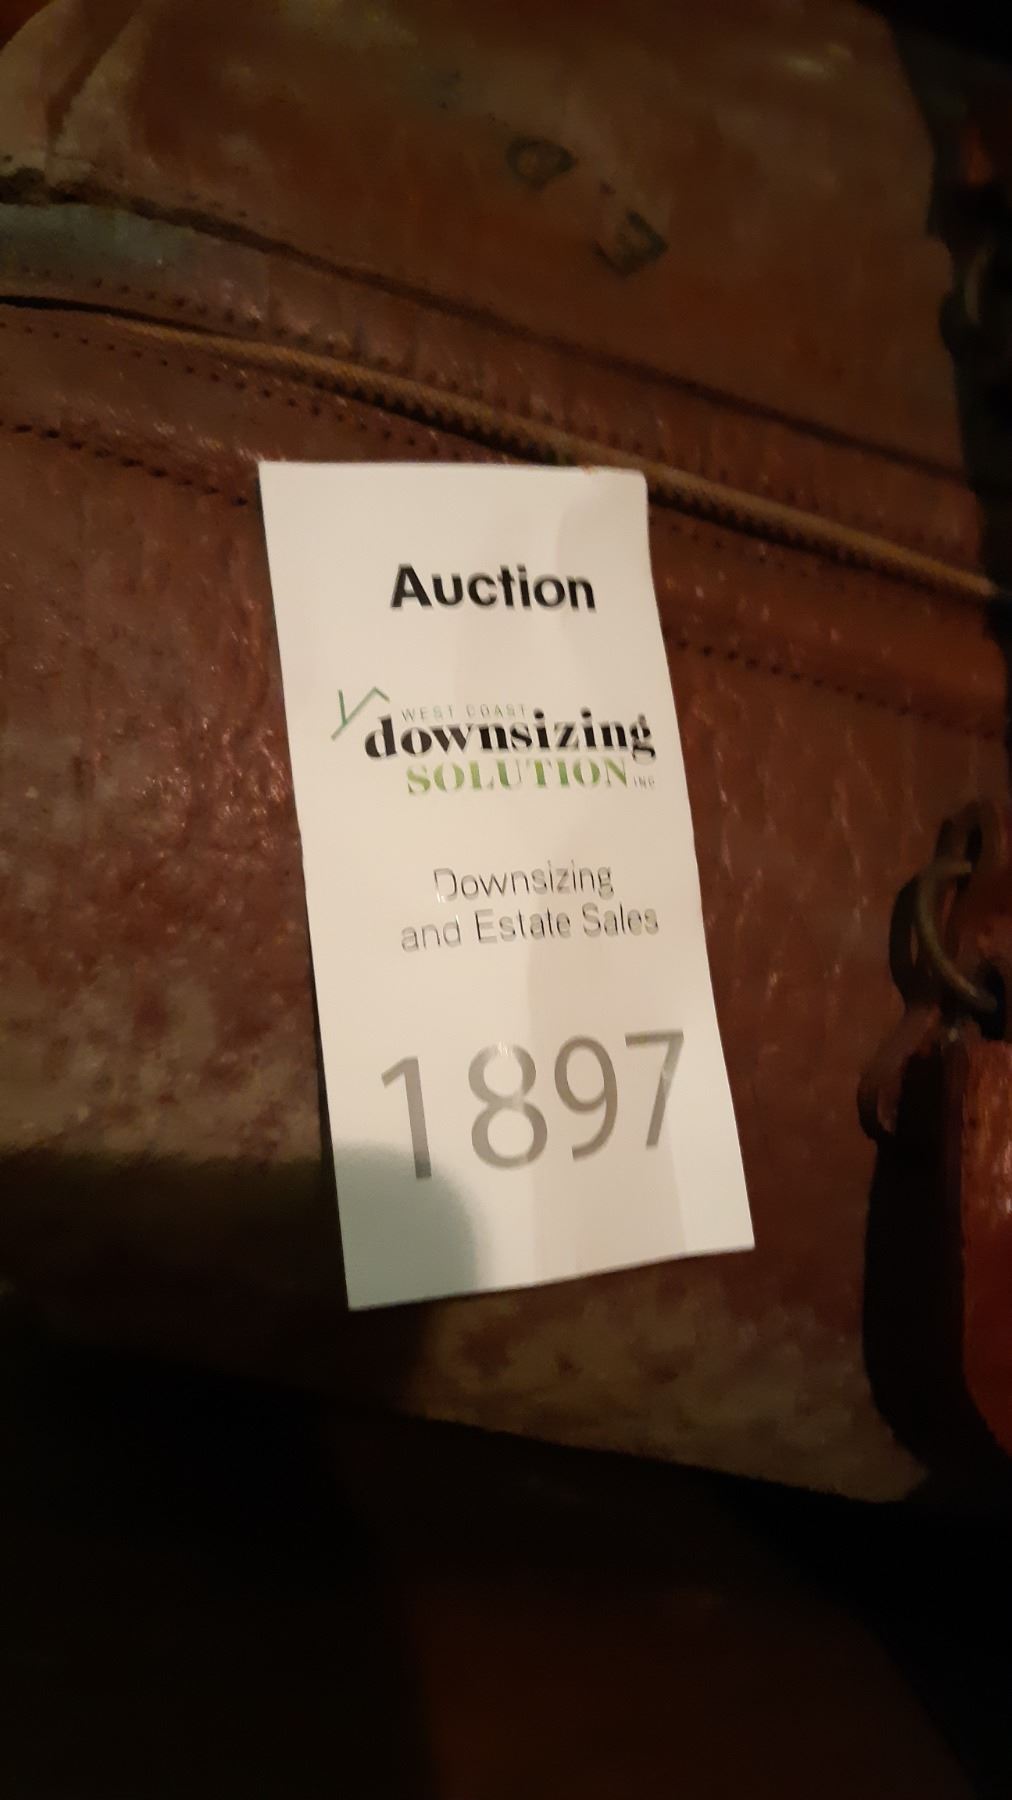 Auction
WEST COAST
downsizing
SOLUTION INC
Downsizing
and Estate Sales
1897